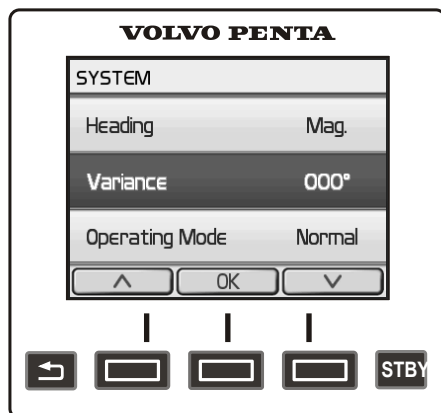 VOLVO PENTA
SYSTEM
Heading Mag.
Variance 000°
Operating Mode Normal
OK
STBY